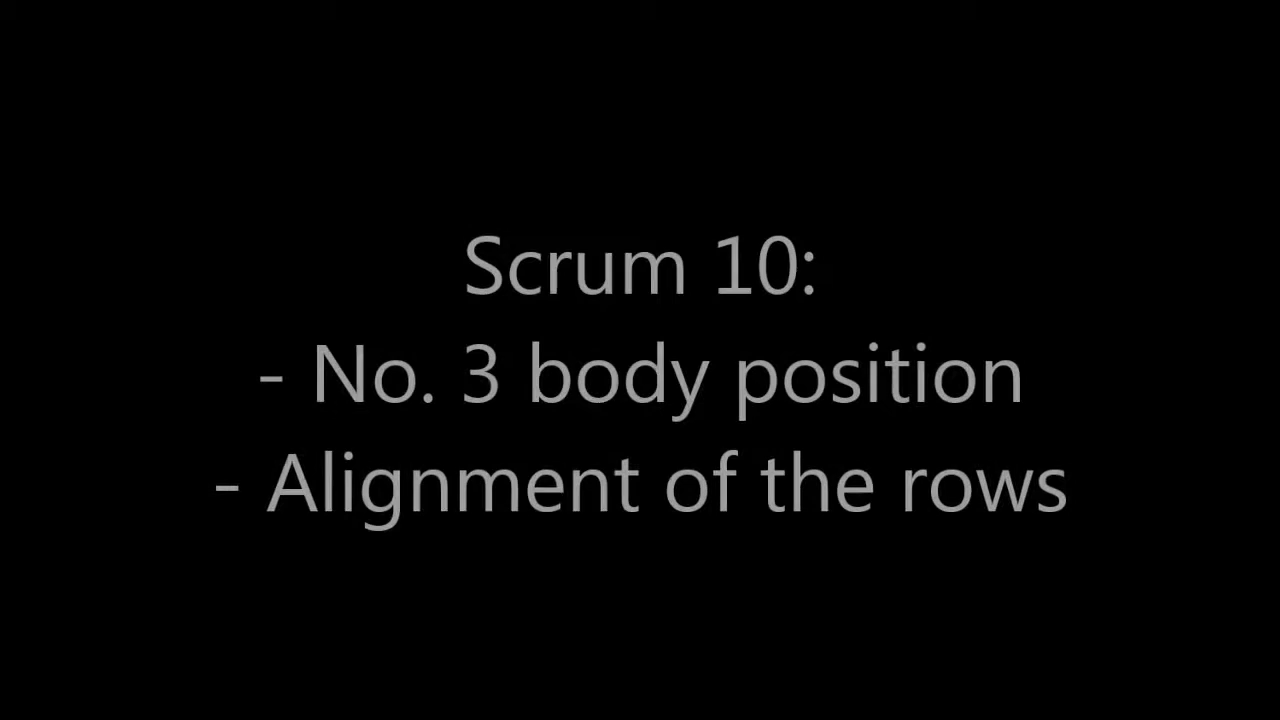 Scrum 10:
- No. 3 body position
- Alignment of the rows